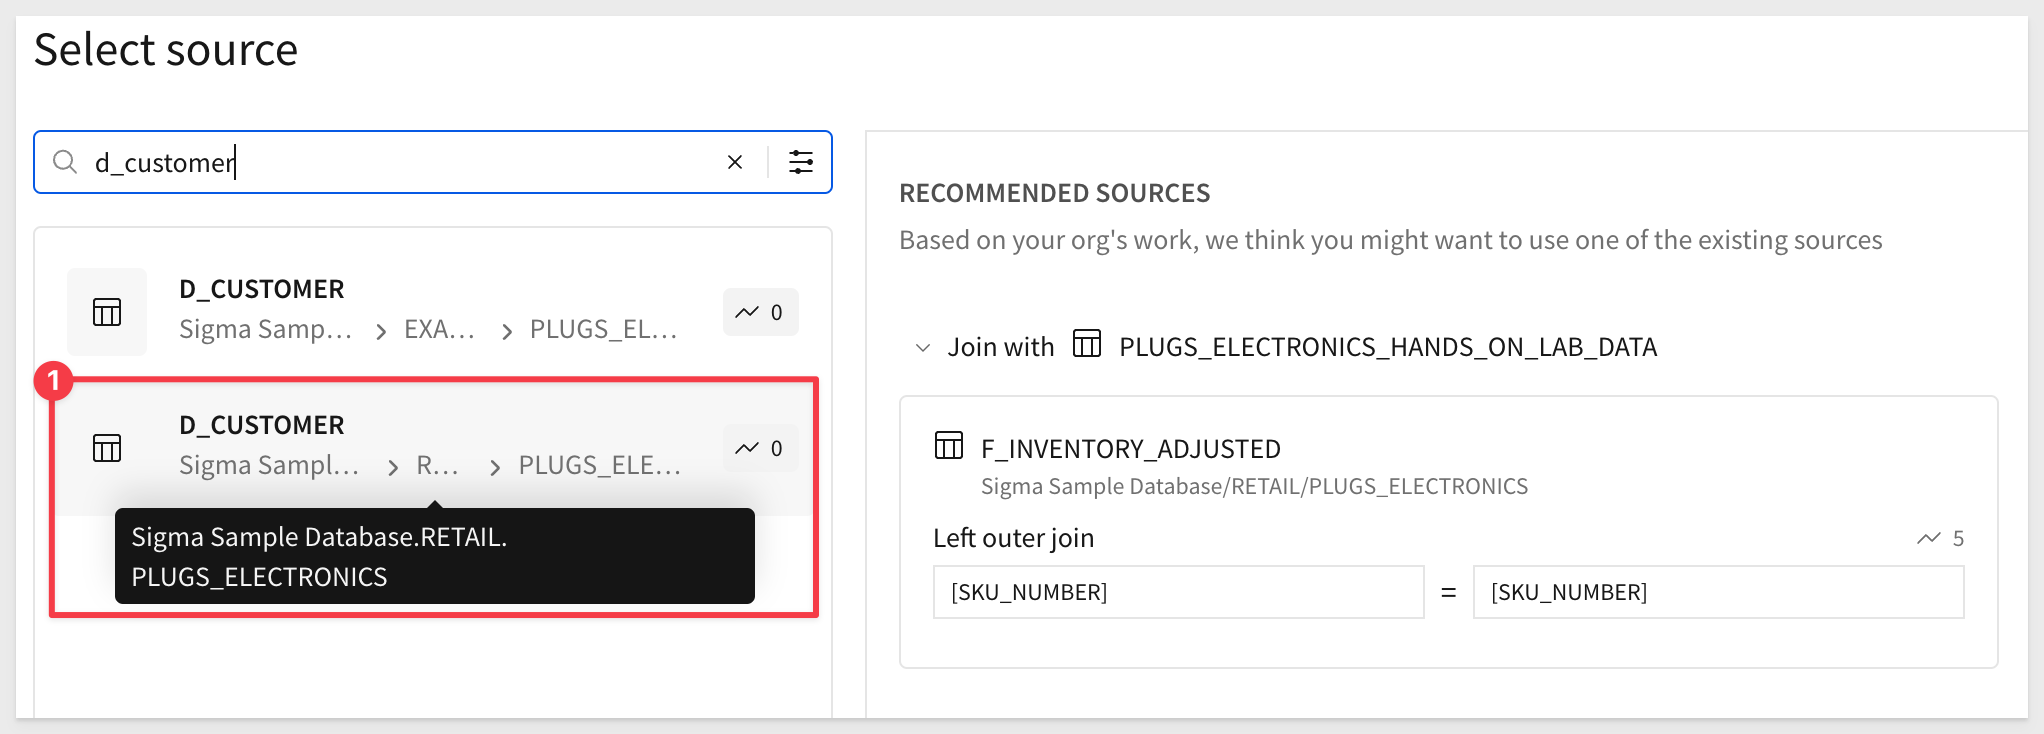 Select source
d_customer
D_CUSTOMER
Sigma Samp... > EXA... > PLUGS_EL...
0
1
D_CUSTOMER
Sigma Sampl... > R... > PLUGS_ELE...
0
Sigma Sample Database.RETAIL.
PLUGS_ELECTRONICS
RECOMMENDED SOURCES
Based on your org's work, we think you might want to use one of the existing sources
Join with PLUGS_ELECTRONICS_HANDS_ON_LAB_DATA
F_INVENTORY_ADJUSTED
Sigma Sample Database/RETAIL/PLUGS_ELECTRONICS
Left outer join 5
[SKU_NUMBER] = [SKU_NUMBER]